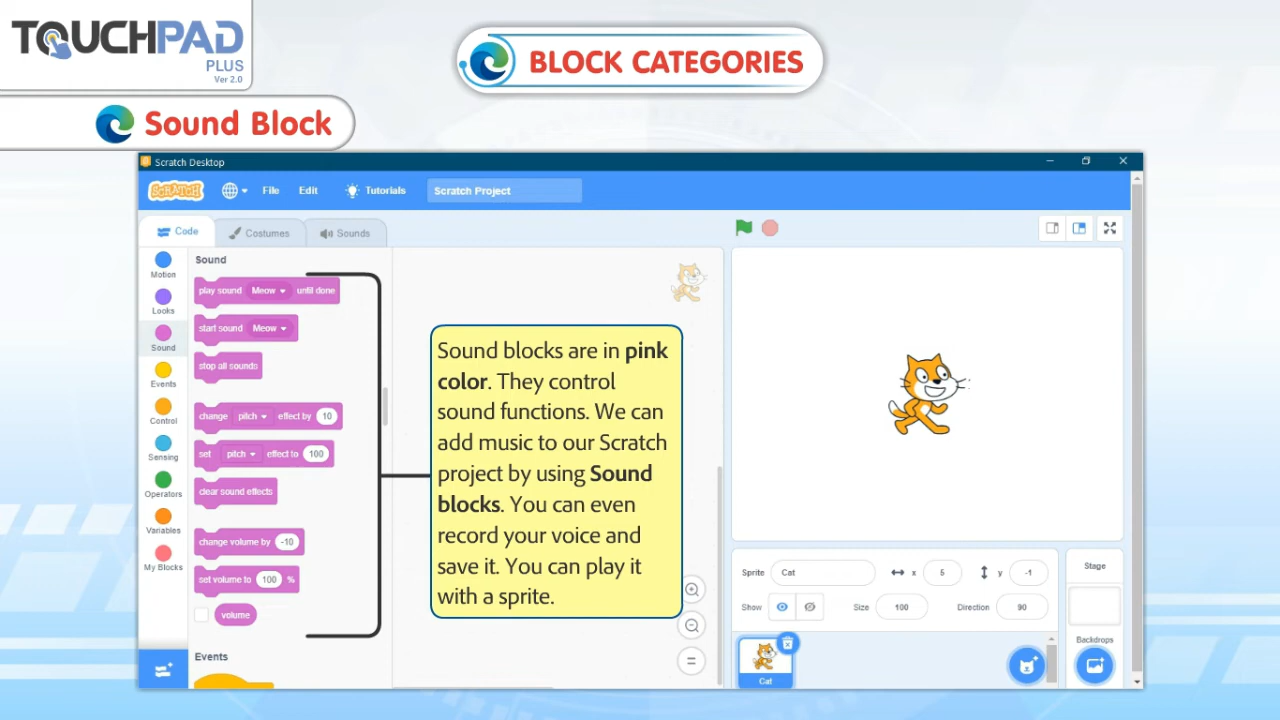 TOUCHPAD
PLUS
Ver 2.0
BLOCK CATEGORIES
Sound Block
Scratch Desktop
SCRATCH
File
Edit
Tutorials
Scratch Project
Code
Costumes
Sounds
Motion
Looks
Sound
Events
Control
Sensing
Operators
Variables
My Blocks
Sound
play sound Meow until done
start sound Meow
stop all sounds
change pitch effect by 10
set pitch effect to 100
clear sound effects
change volume by -10
set volume to 100 %
volume
Events
Sound blocks are in pink
color. They control
sound functions. We can
add music to our Scratch
project by using Sound
blocks. You can even
record your voice and
save it. You can play it
with a sprite.
Sprite Cat x 5 y -1
Show Size 100 Direction 90
Cat
Stage
Backdrops